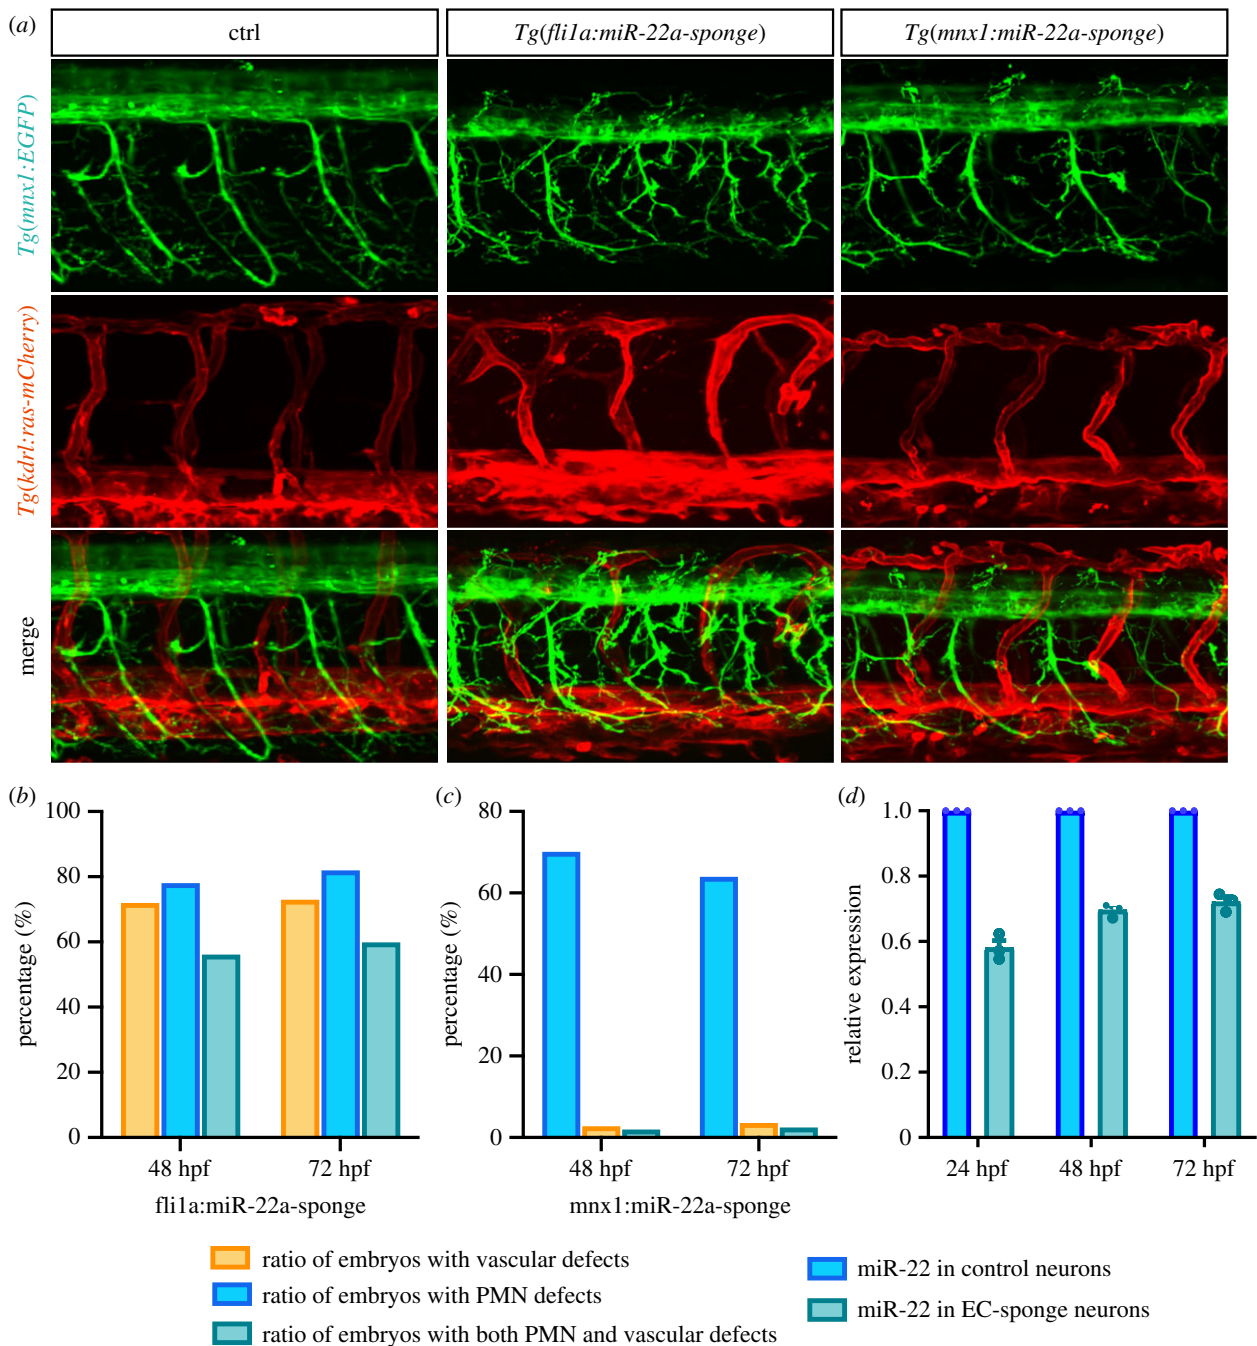 (a)
ctrl
Tg(fli1a:miR-22a-sponge)
Tg(mnx1:miR-22a-sponge)
Tg(mnx1:EGFP)
Tg(kdrl:ras-mCherry)
merge
(b)
100
80
60
40
20
0
percentage (%)
48 hpf
72 hpf
fli1a:miR-22a-sponge
(c)
80
60
40
20
0
percentage (%)
48 hpf
72 hpf
mnx1:miR-22a-sponge
(d)
1.0
0.8
0.6
0.4
0.2
0
relative expression
24 hpf
48 hpf
72 hpf
ratio of embryos with vascular defects
ratio of embryos with PMN defects
ratio of embryos with both PMN and vascular defects
miR-22 in control neurons
miR-22 in EC-sponge neurons